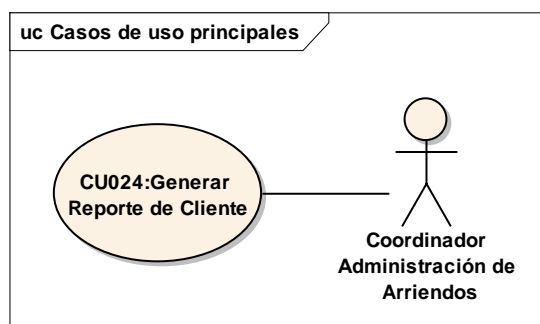 uc Casos de uso principales
CU024:Generar
Reporte de Cliente
Coordinador
Administración de
Arriendos